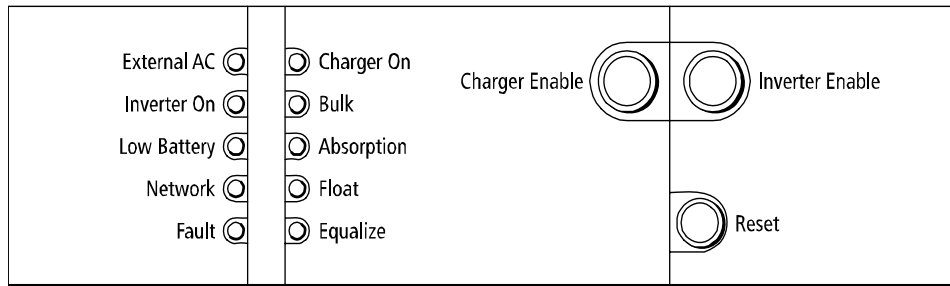 External AC
Charger On
Charger Enable
Inverter Enable
Inverter On
Bulk
Low Battery
Absorption
Network
Float
Reset
Fault
Equalize